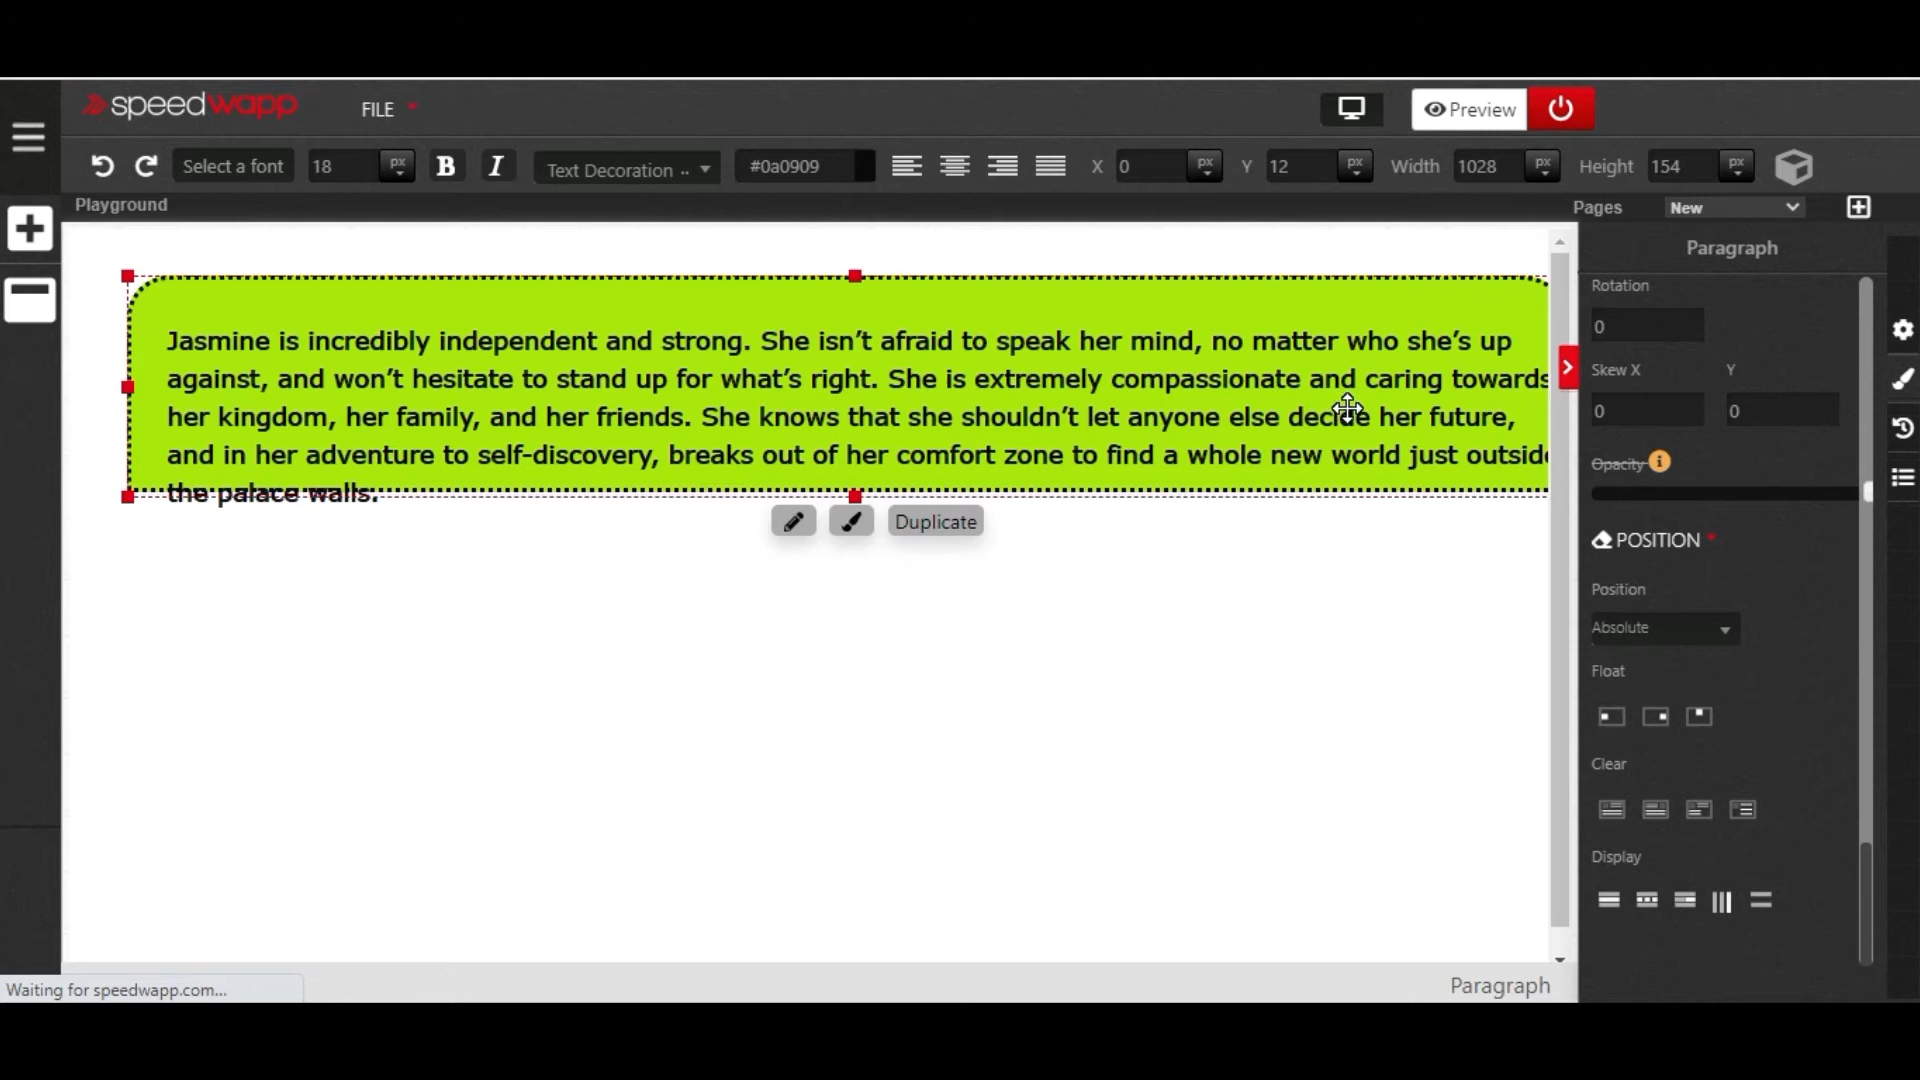 speedwapp
FILE
Preview
Select a font
18
px
B
I
Text Decoration ..
#0a0909
X
0
px
Y
12
px
Width
1028
px
Height
154
px
Playground
Pages
New
Paragraph
Jasmine is incredibly independent and strong. She isn’t afraid to speak her mind, no matter who she’s up
against, and won’t hesitate to stand up for what’s right. She is extremely compassionate and caring towards
her kingdom, her family, and her friends. She knows that she shouldn’t let anyone else decide her future,
and in her adventure to self-discovery, breaks out of her comfort zone to find a whole new world just outside
the palace walls.
Duplicate
Rotation
0
Skew X
Y
0
0
Opacity
POSITION
Position
Absolute
Float
Clear
Display
Waiting for speedwapp.com...
Paragraph